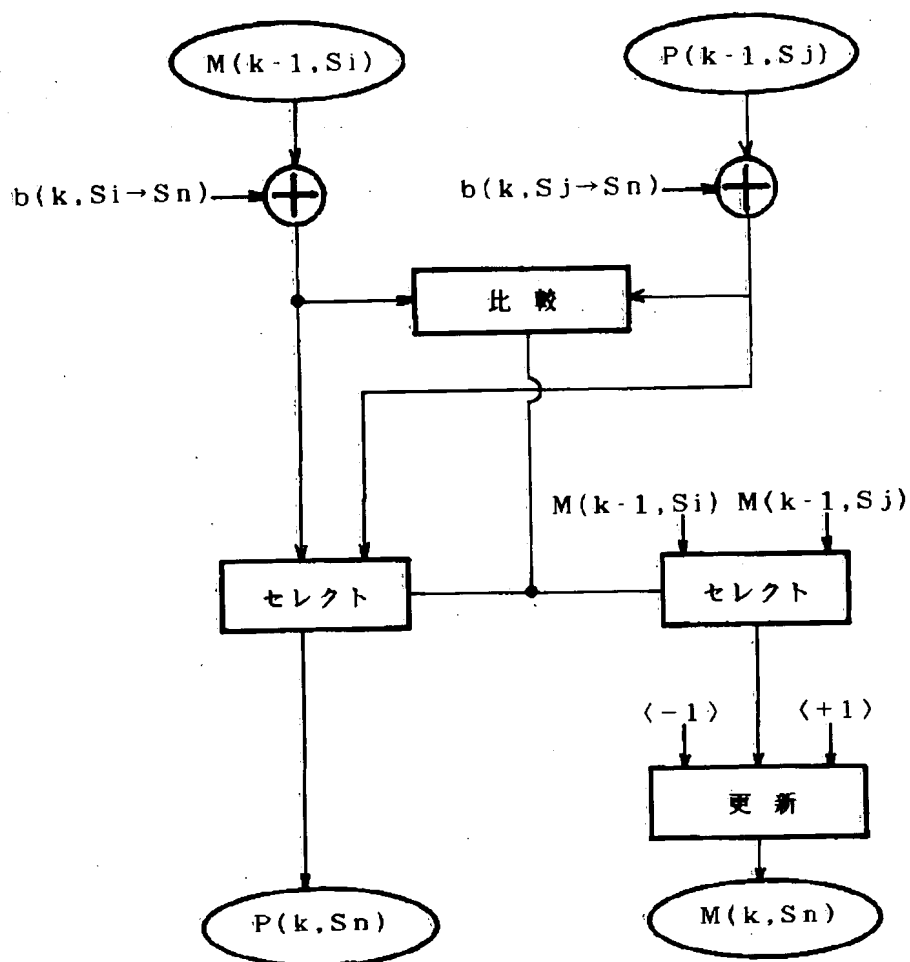 M(k-1,Si)
P(k-1,Sj)
b(k,Si→Sn)
b(k,Sj→Sn)
比較
M(k-1,Si) M(k-1,Sj)
セレクト
セレクト
〈-1〉
〈+1〉
更新
P(k,Sn)
M(k,Sn)